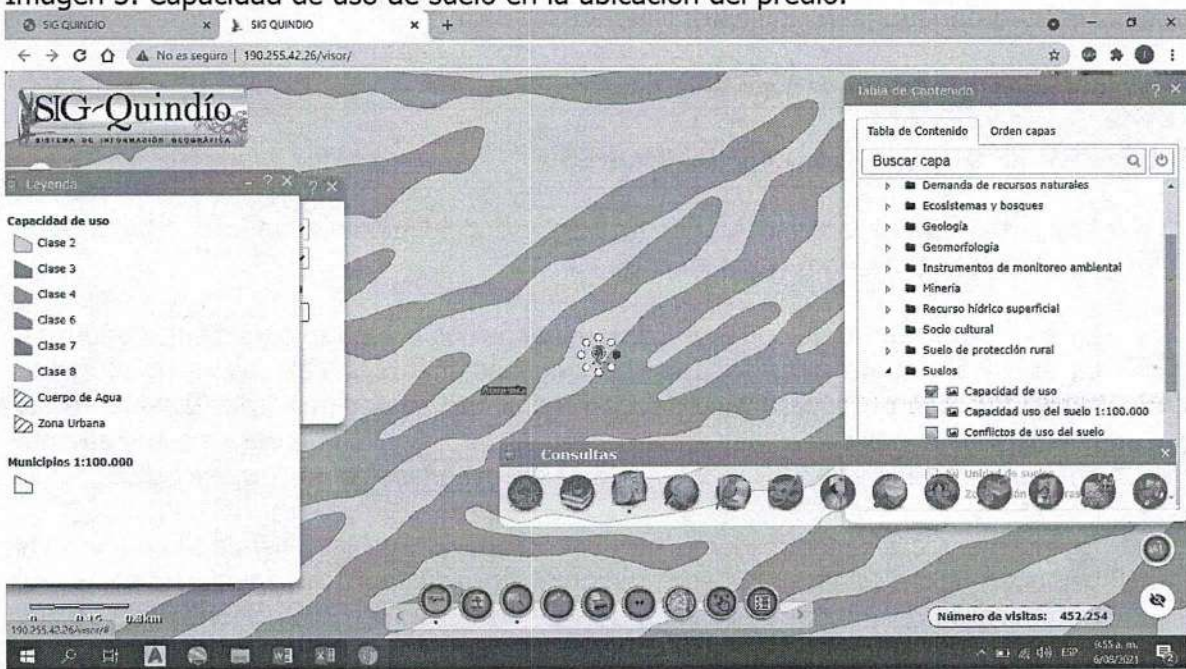 Imagen 3. Capacidad de uso de suelo en la ubicación del predio.
SIG QUINDIO
SIG QUINDIO
No es seguro | 190.255.42.26/visor/
SIG-Quindío
SISTEMA DE INFORMACIÓN GEOGRÁFICA
Leyenda
Capacidad de uso
Clase 2
Clase 3
Clase 4
Clase 6
Clase 7
Clase 8
Cuerpo de Agua
Zona Urbana
Municipios 1:100.000
Tabla de Contenido
Tabla de Contenido
Orden capas
Buscar capa
Demanda de recursos naturales
Ecosistemas y bosques
Geología
Geomorfología
Instrumentos de monitoreo ambiental
Minería
Recurso hídrico superficial
Socio cultural
Suelo de protección rural
Suelos
Capacidad de uso
Capacidad uso del suelo 1:100.000
Conflictos de uso del suelo
Unidad de suelos
Consultas
Número de visitas: 452.254
190.255.42.26/visor/#
ESP
9:55 a. m.
6/08/2021